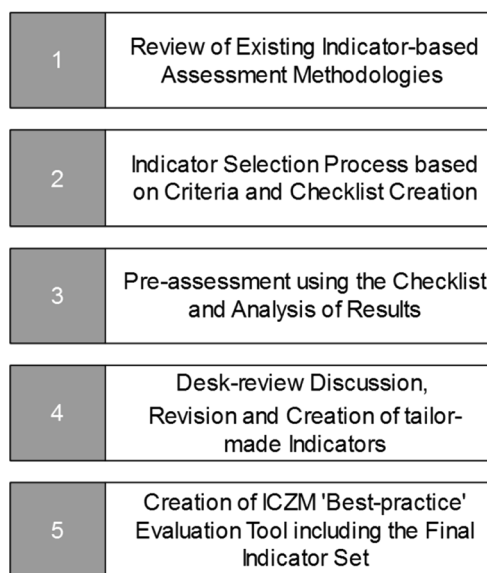 1
Review of Existing Indicator-based
Assessment Methodologies
2
Indicator Selection Process based
on Criteria and Checklist Creation
3
Pre-assessment using the Checklist
and Analysis of Results
4
Desk-review Discussion,
Revision and Creation of tailor-
made Indicators
5
Creation of ICZM 'Best-practice'
Evaluation Tool including the Final
Indicator Set